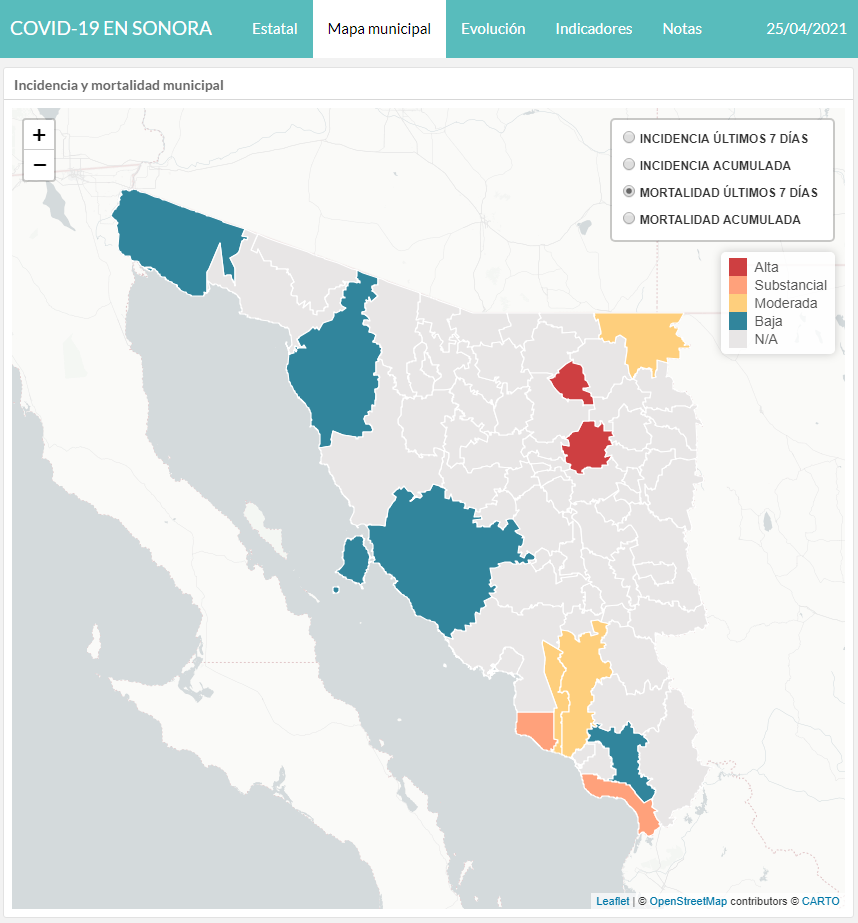 COVID-19 EN SONORA Estatal Mapa municipal Evolución Indicadores Notas 25/04/2021
Incidencia y mortalidad municipal
+
−
INCIDENCIA ÚLTIMOS 7 DÍAS
INCIDENCIA ACUMULADA
MORTALIDAD ÚLTIMOS 7 DÍAS
MORTALIDAD ACUMULADA
Alta
Substancial
Moderada
Baja
N/A
Leaflet | © OpenStreetMap contributors © CARTO